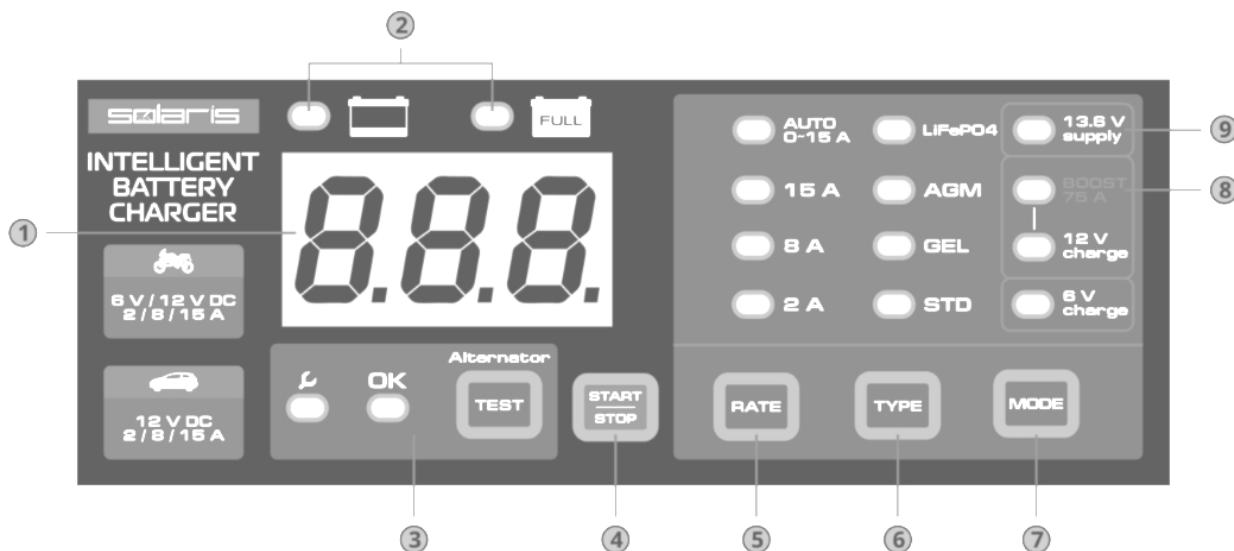 2
solaris
FULL
INTELLIGENT
BATTERY
CHARGER
AUTO
0~15 A
LiFePO4
13.6 V
supply
9
15 A
AGM
BOOST
75 A
8
1
8.8.8.
8 A
GEL
12 V
charge
6 V / 12 V DC
2 / 8 / 15 A
2 A
STD
6 V
charge
Alternator
OK
TEST
START
STOP
RATE
TYPE
MODE
12 V DC
2 / 8 / 15 A
3
4
5
6
7